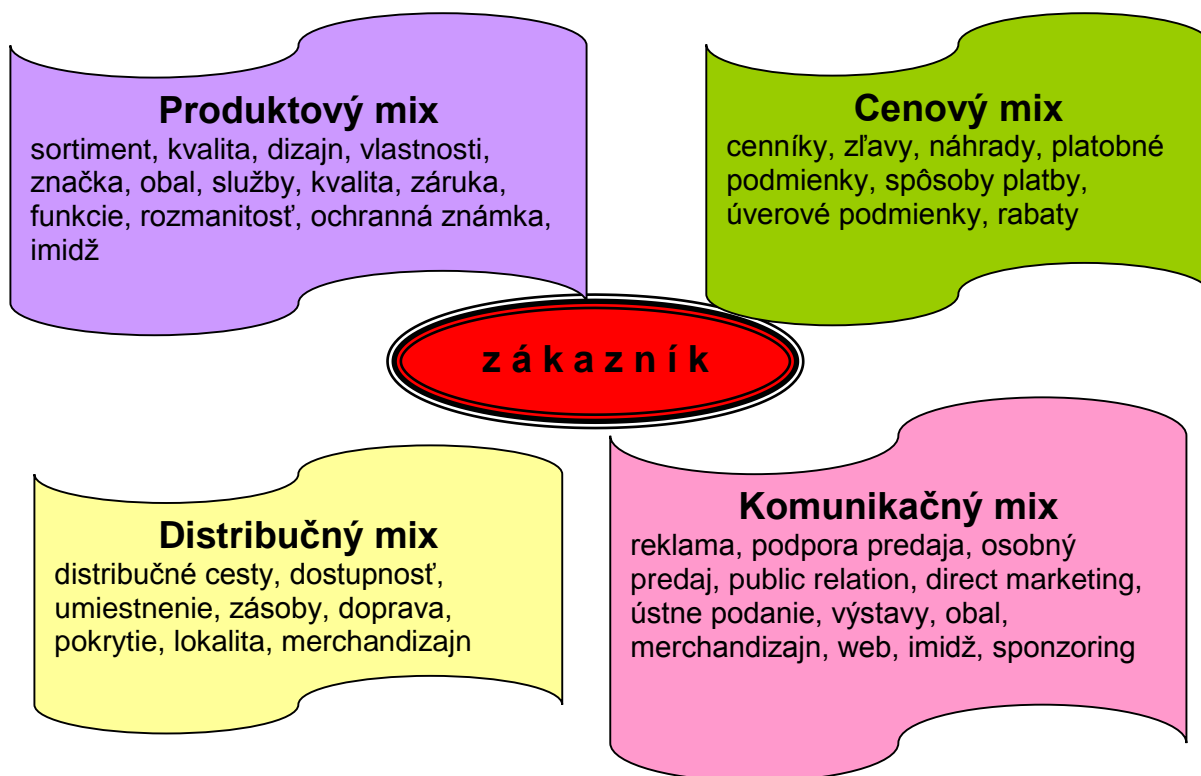 Produktový mix
sortiment, kvalita, dizajn, vlastnosti,
značka, obal, služby, kvalita, záruka,
funkcie, rozmanitosť, ochranná známka,
imidž
Cenový mix
cenníky, zľavy, náhrady, platobné
podmienky, spôsoby platby,
úverové podmienky, rabaty
z á k a z n í k
Distribučný mix
distribučné cesty, dostupnosť,
umiestnenie, zásoby, doprava,
pokrytie, lokalita, merchandizajn
Komunikačný mix
reklama, podpora predaja, osobný
predaj, public relation, direct marketing,
ústne podanie, výstavy, obal,
merchandizajn, web, imidž, sponzoring